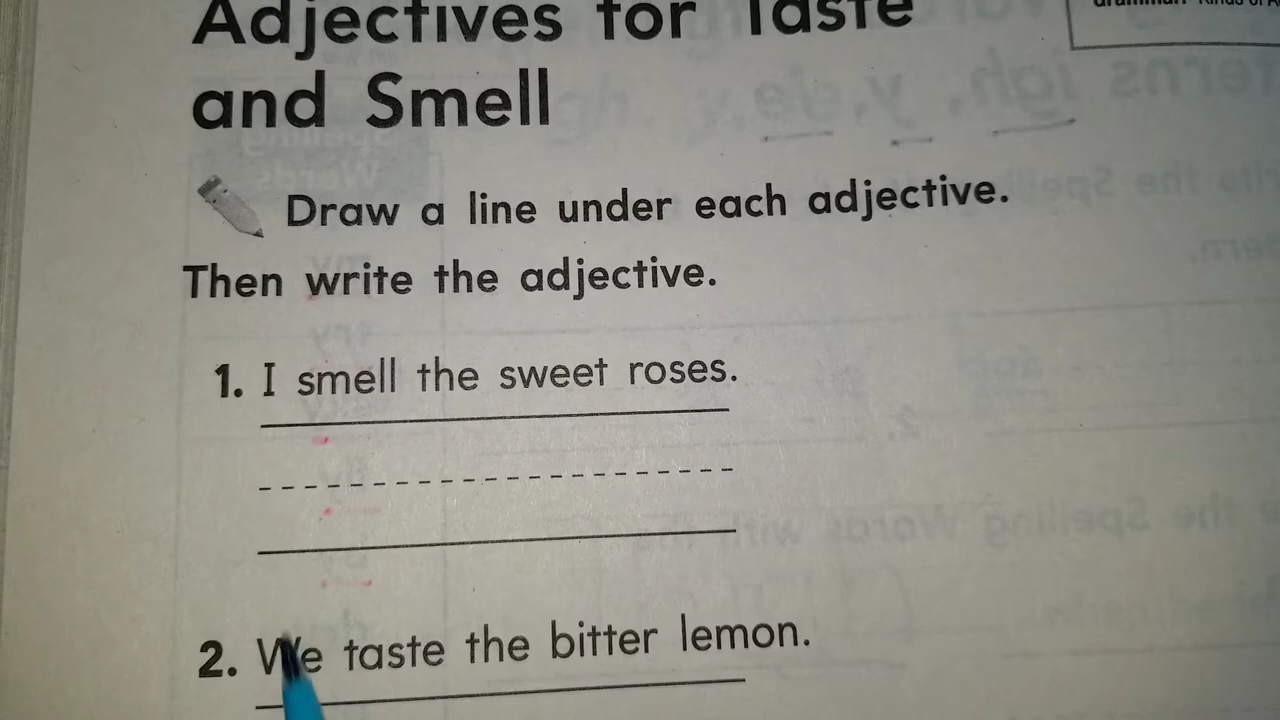 Adjectives for Taste
and Smell
Draw a line under each adjective.
Then write the adjective.
1. I smell the sweet roses.
2. We taste the bitter lemon.